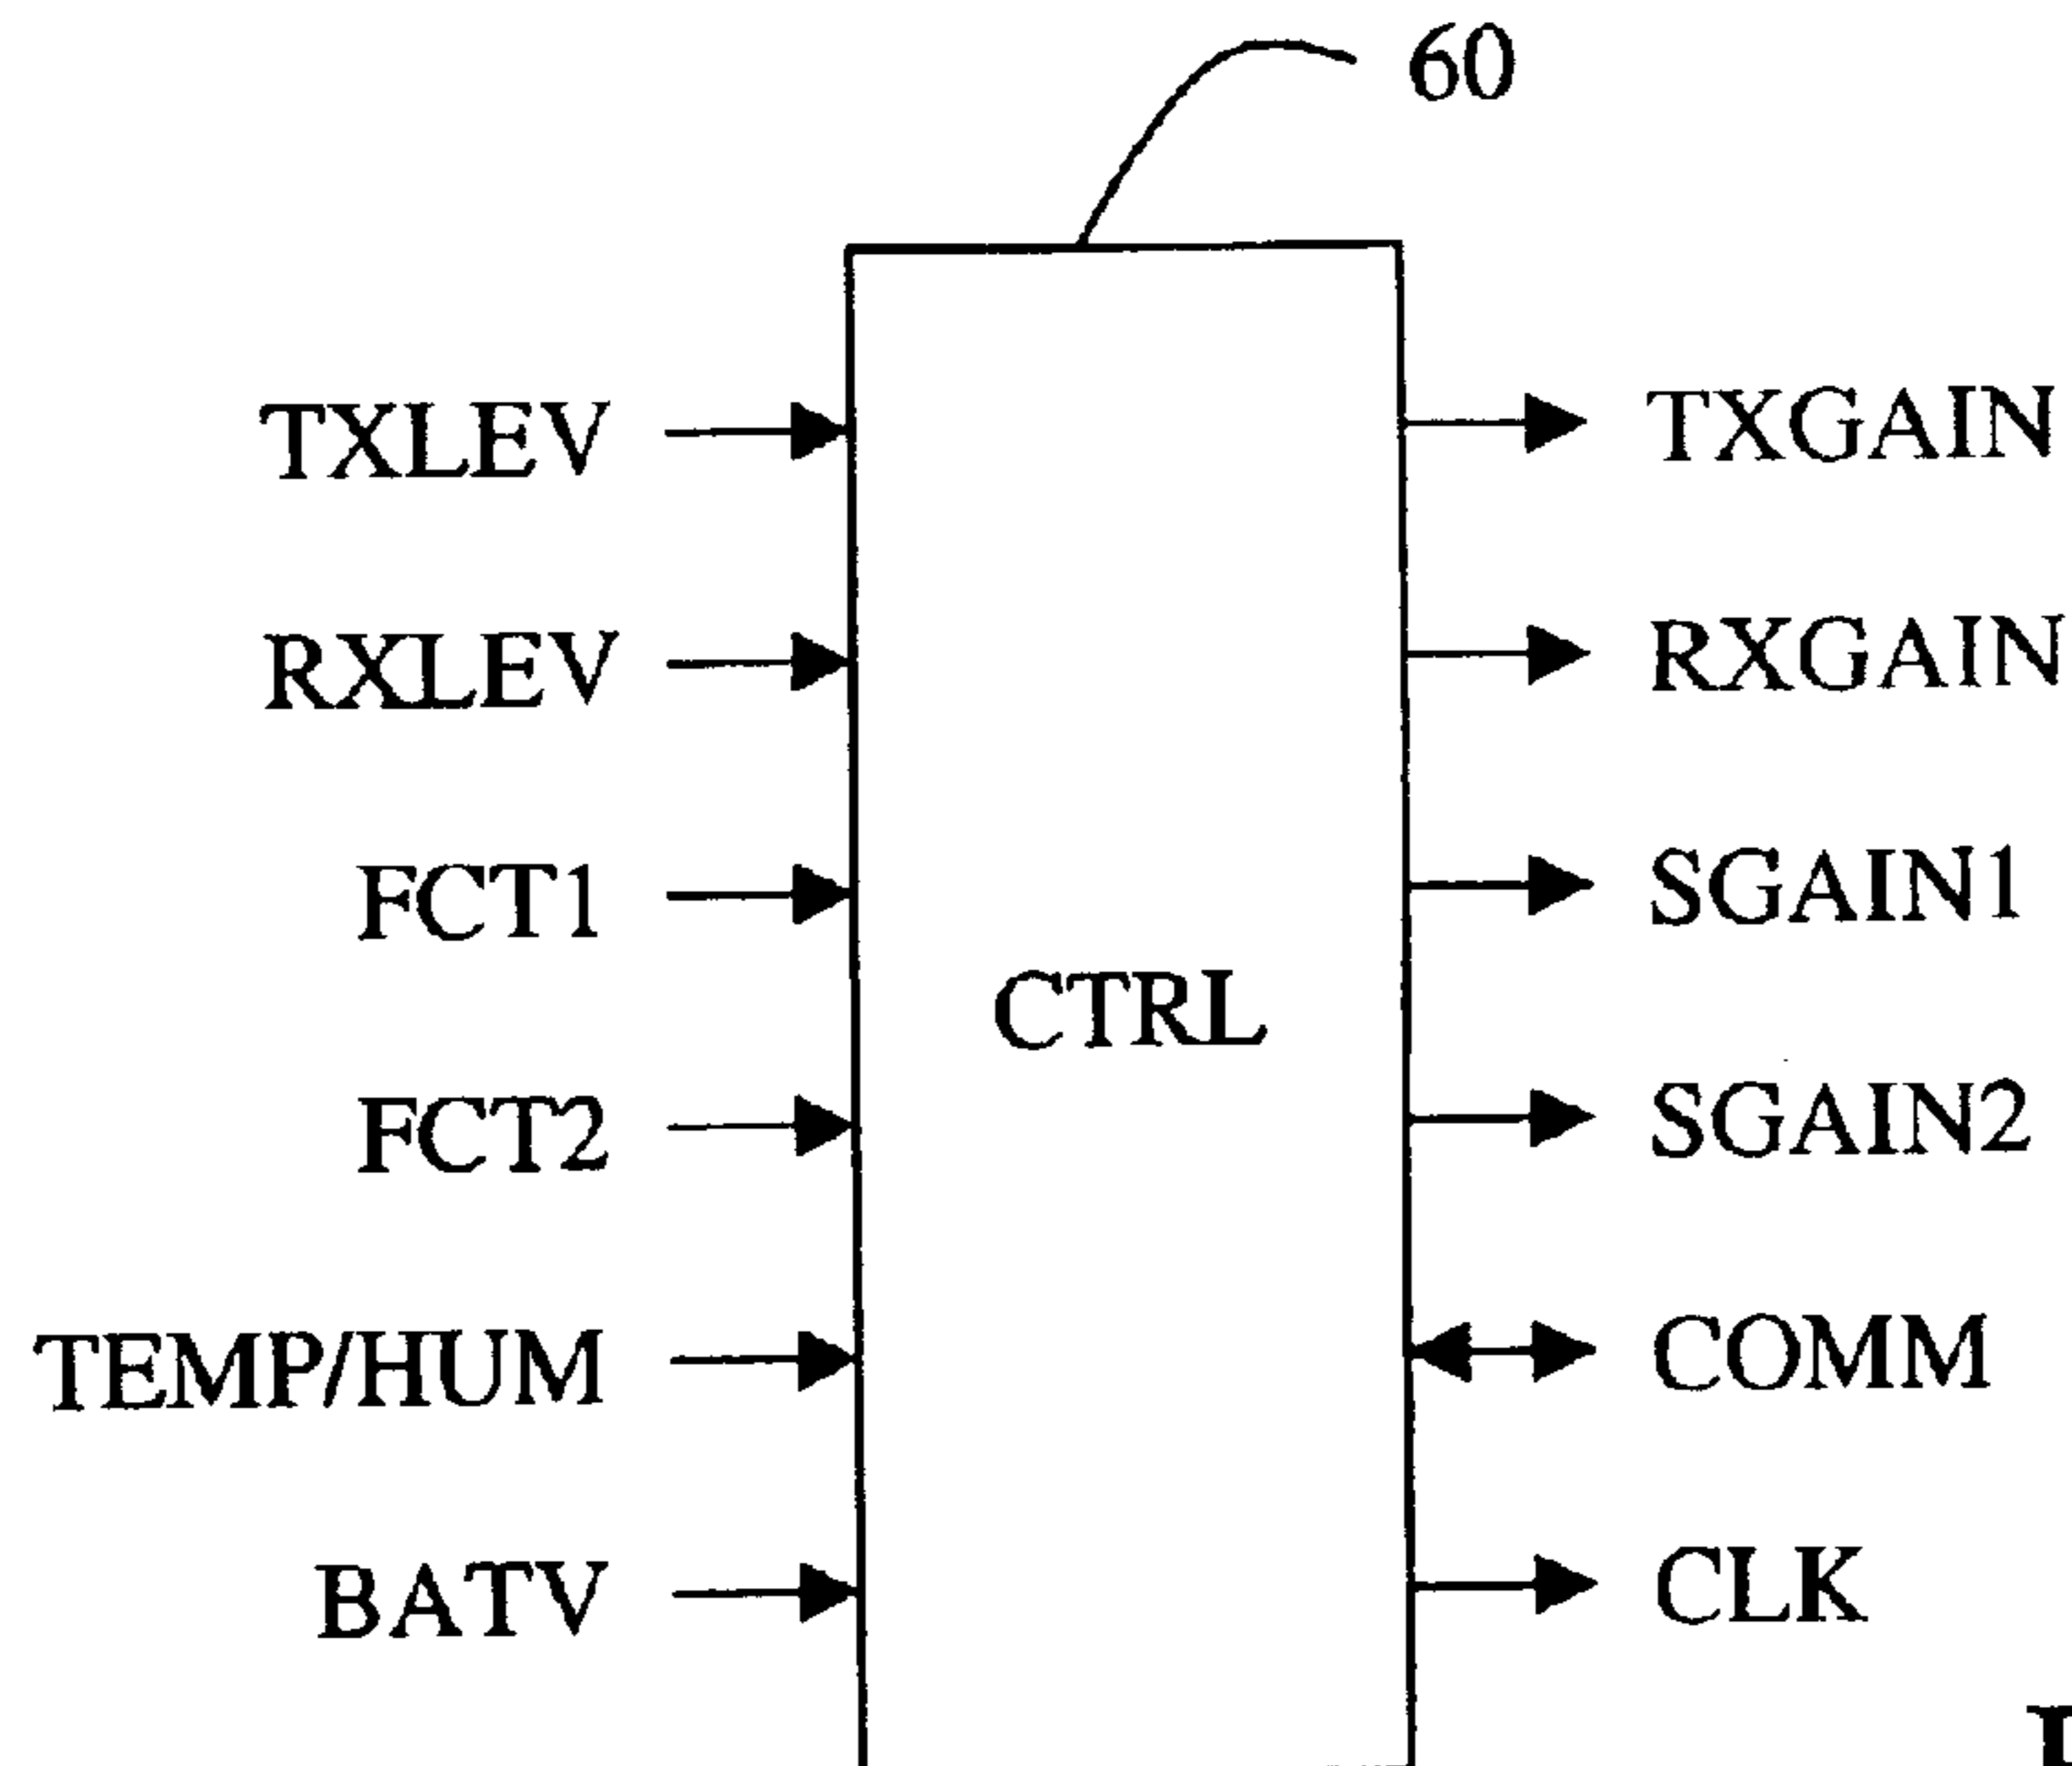 60
TXLEV
TXGAIN
RXLEV
RXGAIN
FCT1
SGAIN1
CTRL
FCT2
SGAIN2
TEMP/HUM
COMM
BATV
CLK